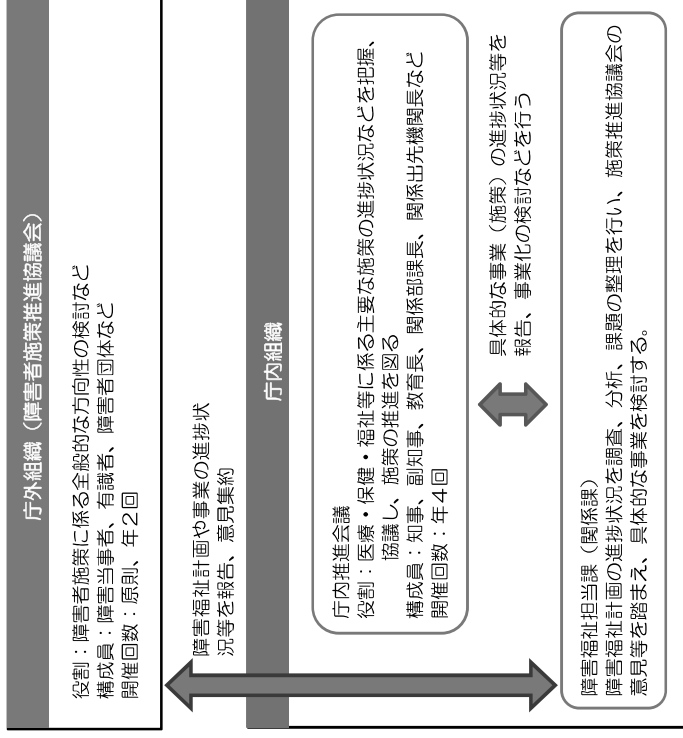 庁外組織（障害者施策推進協議会）
役割：障害者施策に係る全般的な方向性の検討など
構成員：障害当事者、有識者、障害者団体など
開催回数：原則、年２回
障害福祉計画や事業の進捗状
況等を報告、意見集約
庁内組織
庁内推進会議
役割：医療・保健・福祉等に係る主要な施策の進捗状況などを把握、
協議し、施策の推進を図る
構成員：知事、副知事、教育長、関係部課長、関係出先機関長など
開催回数：年４回
具体的な事業（施策）の進捗状況等を
報告、事業化の検討などを行う
障害福祉担当課（関係課）
障害福祉計画の進捗状況を調査、分析、課題の整理を行い、施策推進協議会の
意見等を踏まえ、具体的な事業を検討する。